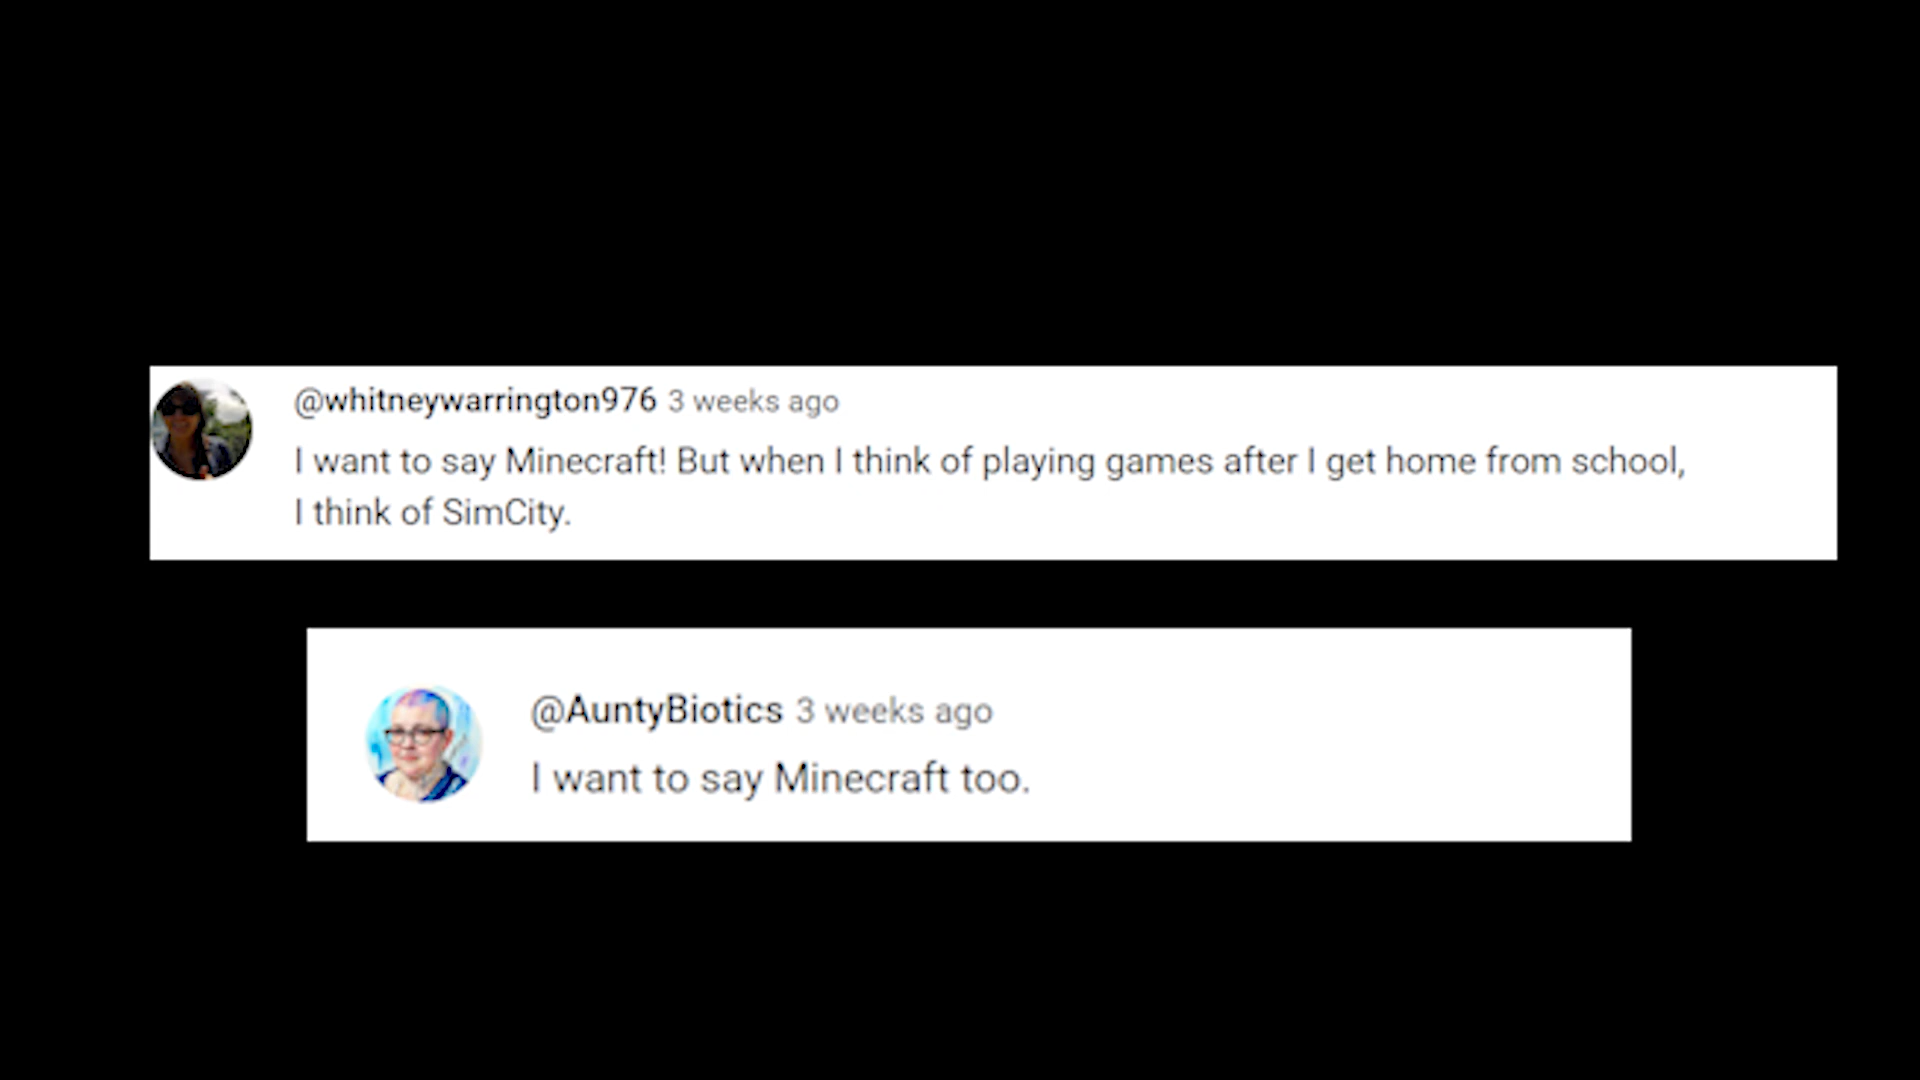 @whitneywarrington976 3 weeks ago
I want to say Minecraft! But when I think of playing games after I get home from school,
I think of SimCity.
@AuntyBiotics 3 weeks ago
I want to say Minecraft too.